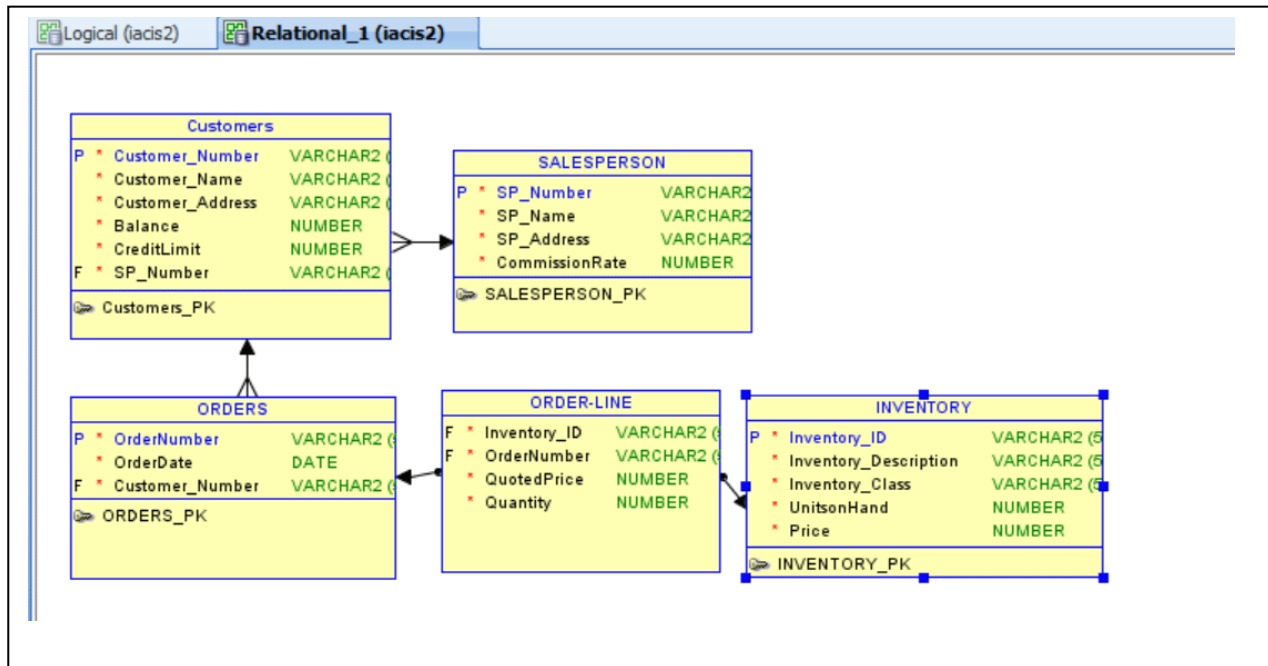 Logical (iacis2)
Relational_1 (iacis2)
Customers
P * Customer_Number VARCHAR2 (
* Customer_Name VARCHAR2 (
* Customer_Address VARCHAR2 (
* Balance NUMBER
* CreditLimit NUMBER
F * SP_Number VARCHAR2 (
Customers_PK
SALESPERSON
P * SP_Number VARCHAR2
* SP_Name VARCHAR2
* SP_Address VARCHAR2
* CommissionRate NUMBER
SALESPERSON_PK
ORDERS
P * OrderNumber VARCHAR2 (
* OrderDate DATE
F * Customer_Number VARCHAR2 (
ORDERS_PK
ORDER-LINE
F * Inventory_ID VARCHAR2 (
F * OrderNumber VARCHAR2 (
* QuotedPrice NUMBER
* Quantity NUMBER
INVENTORY
P * Inventory_ID VARCHAR2 (5
* Inventory_Description VARCHAR2 (5
* Inventory_Class VARCHAR2 (5
* UnitsonHand NUMBER
* Price NUMBER
INVENTORY_PK